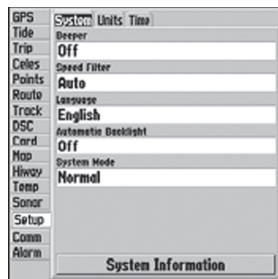 GPS
Tide
Trip
Celes
Points
Route
Track
DSC
Card
Map
Hiway
Temp
Sonar
Setup
Comm
Alarm
System Units Time
Beeper
Off
Speed Filter
Auto
Language
English
Automatic Backlight
Off
System Mode
Normal
System Information